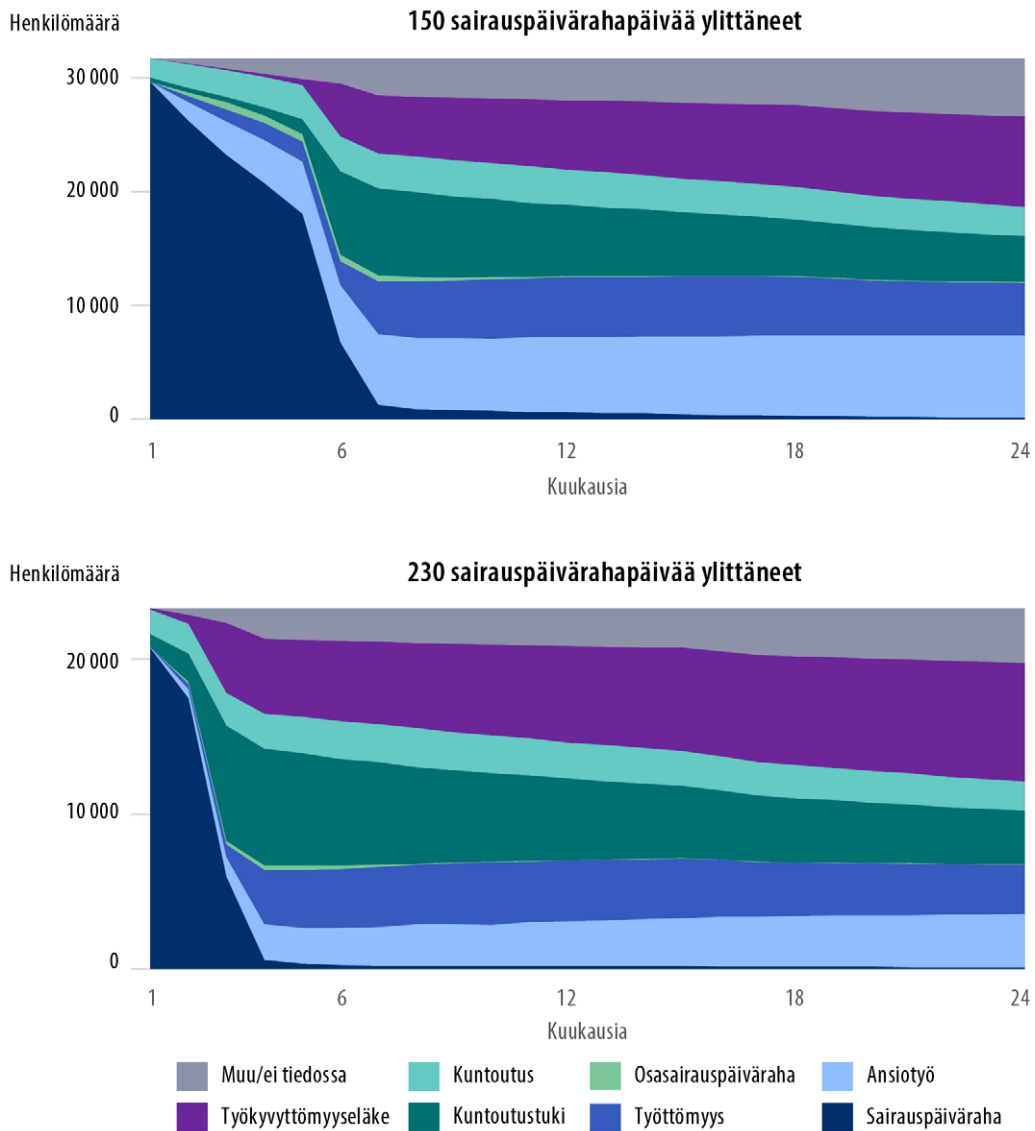 Henkilömäärä
150 sairauspäivärahapäivää ylittäneet
30 000
20 000
10 000
0
1 6 12 18 24
Kuukausia
Henkilömäärä
230 sairauspäivärahapäivää ylittäneet
20 000
10 000
0
1 6 12 18 24
Kuukausia
Muu/ei tiedossa Kuntoutus Osasairauspäiväraha Ansiotyö
Työkyvyttömyyseläke Kuntoutustuki Työttömyys Sairauspäiväraha